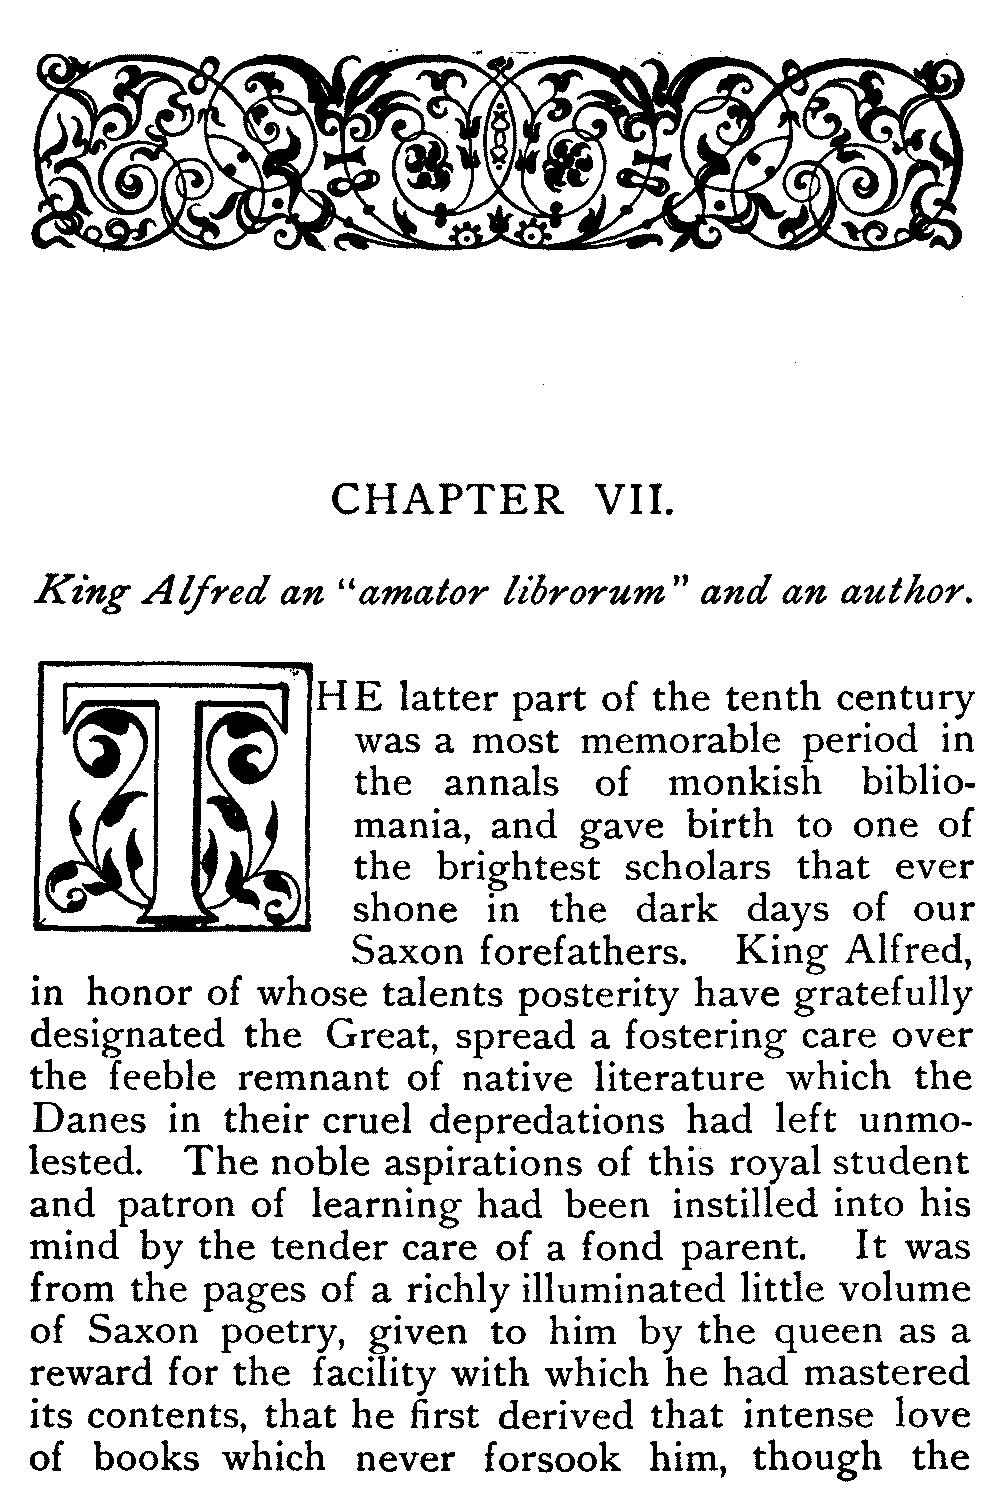 CHAPTER VII.
King Alfred an "amator librorum" and an author.
THE latter part of the tenth century
was a most memorable period in
the annals of monkish biblio-
mania, and gave birth to one of
the brightest scholars that ever
shone in the dark days of our
Saxon forefathers. King Alfred,
in honor of whose talents posterity have gratefully
designated the Great, spread a fostering care over
the feeble remnant of native literature which the
Danes in their cruel depredations had left unmo-
lested. The noble aspirations of this royal student
and patron of learning had been instilled into his
mind by the tender care of a fond parent. It was
from the pages of a richly illuminated little volume
of Saxon poetry, given to him by the queen as a
reward for the facility with which he had mastered
its contents, that he first derived that intense love
of books which never forsook him, though the